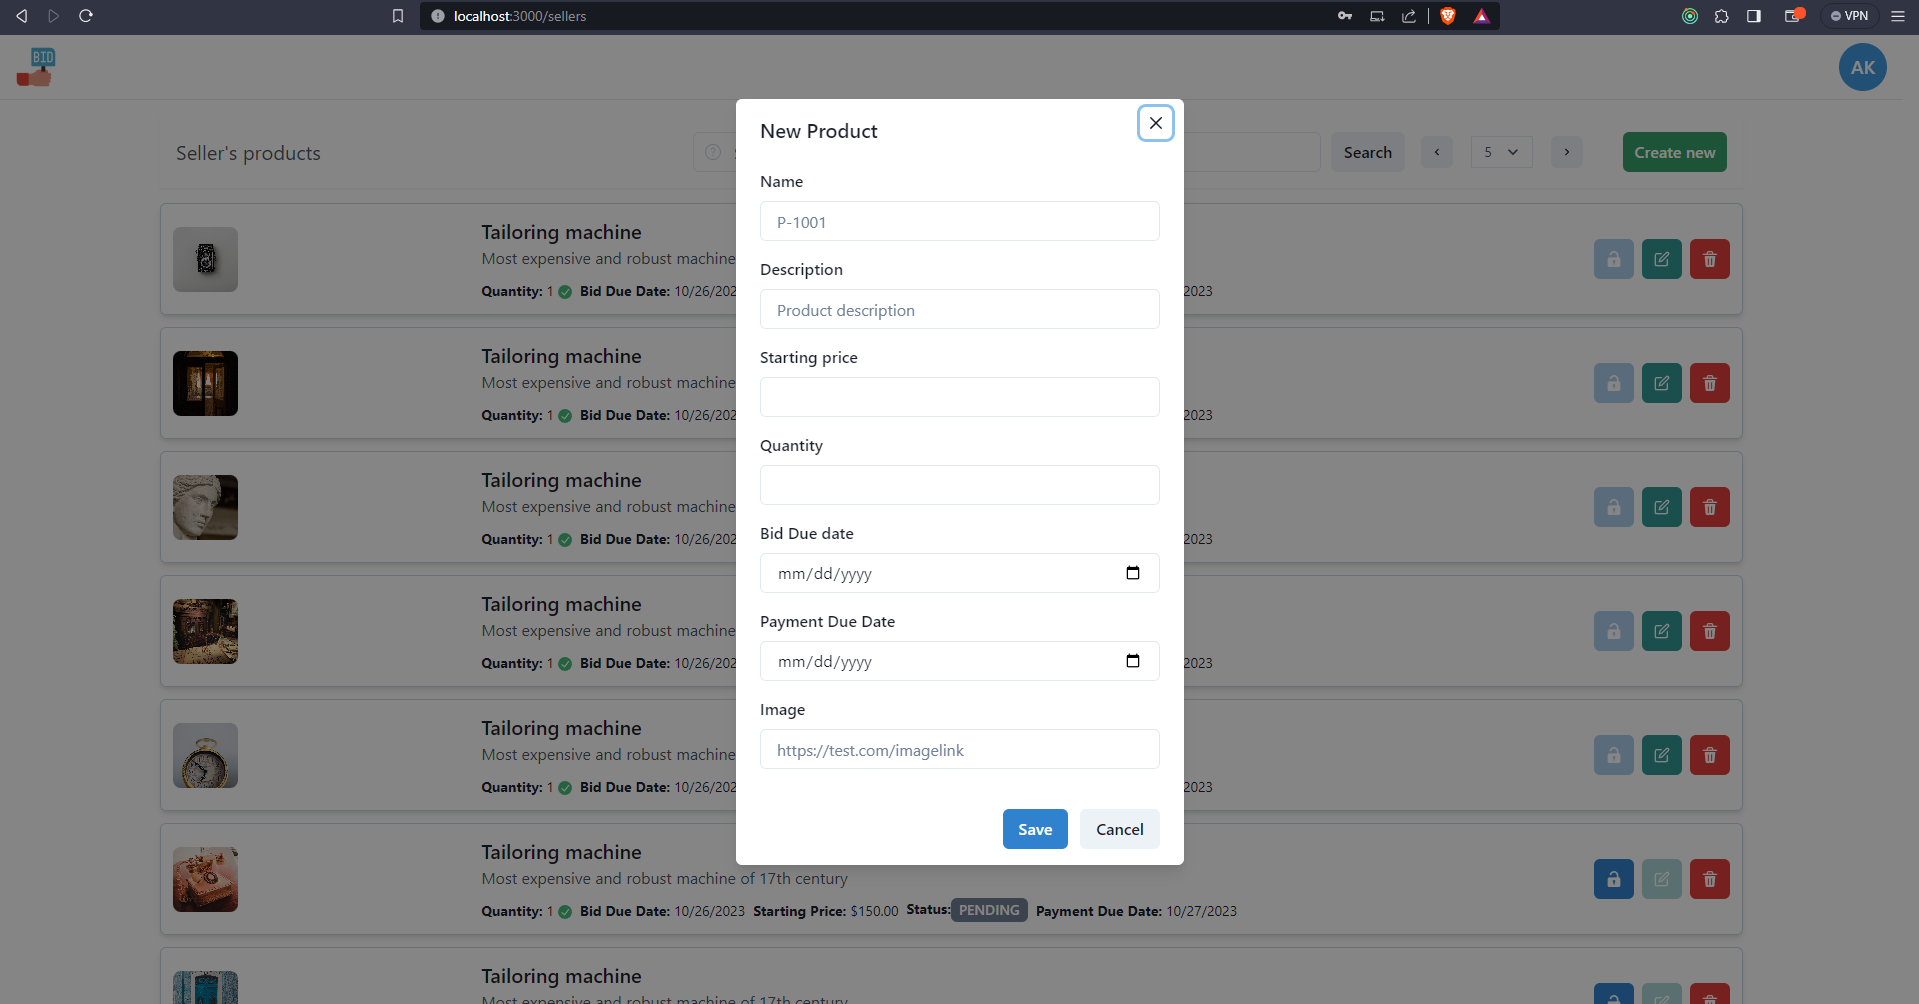 localhost:3000/sellers
VPN
BID
AK
Seller's products
Search
5
Create new
New Product
Name
P-1001
Description
Product description
Starting price
Quantity
Bid Due date
mm/dd/yyyy
Payment Due Date
mm/dd/yyyy
Image
https://test.com/imagelink
Save
Cancel
Tailoring machine
Most expensive and robust machine
Quantity: 1 Bid Due Date: 10/26/202
2023
Tailoring machine
Most expensive and robust machine
Quantity: 1 Bid Due Date: 10/26/202
2023
Tailoring machine
Most expensive and robust machine
Quantity: 1 Bid Due Date: 10/26/202
2023
Tailoring machine
Most expensive and robust machine
Quantity: 1 Bid Due Date: 10/26/202
2023
Tailoring machine
Most expensive and robust machine
Quantity: 1 Bid Due Date: 10/26/202
2023
Tailoring machine
Most expensive and robust machine of 17th century
Quantity: 1 Bid Due Date: 10/26/2023 Starting Price: $150.00 Status: PENDING Payment Due Date: 10/27/2023
Tailoring machine
Most expensive and robust machine of 17th century